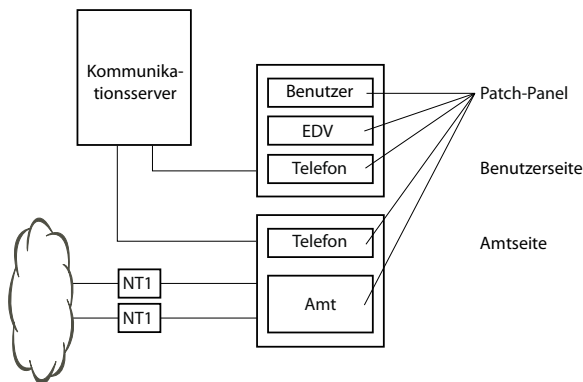 Kommunika-
tionsserver
Benutzer
EDV
Telefon
Patch-Panel
Benutzerseite
Telefon
Amtseite
Amt
NT1
NT1